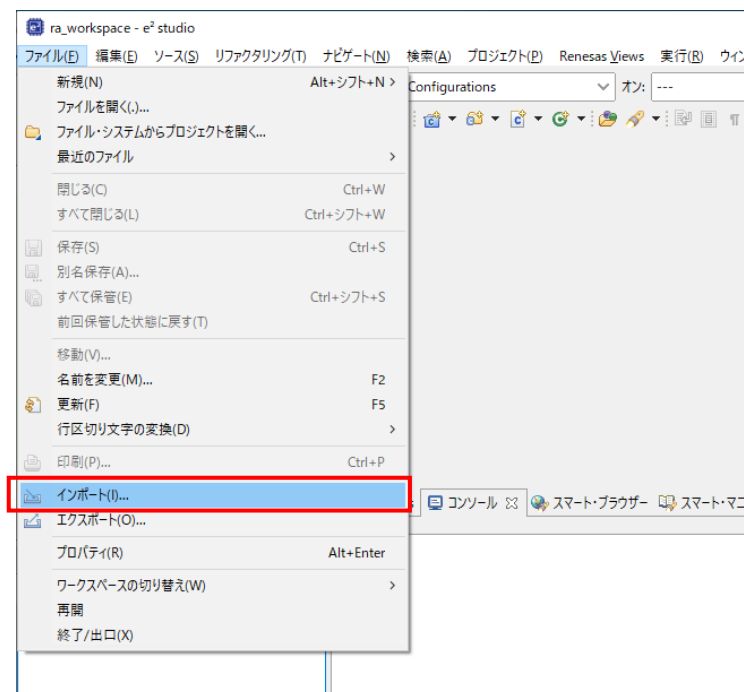 ra_workspace - e² studio
ファイル(F) 編集(E) ソース(S) リファクタリング(T) ナビゲート(N) 検索(A) プロジェクト(P) Renesas Views 実行(R) ウィン
新規(N) Alt+シフト+N >
Configurations オン: ---
ファイルを開く(.)...
ファイル・システムからプロジェクトを開く...
最近のファイル >
閉じる(C) Ctrl+W
すべて閉じる(L) Ctrl+シフト+W
保存(S) Ctrl+S
別名保存(A)...
すべて保管(E) Ctrl+シフト+S
前回保管した状態に戻す(T)
移動(V)...
名前を変更(M)... F2
更新(F) F5
行区切り文字の変換(D) >
印刷(P)... Ctrl+P
インポート(I)...
コンソール スマート・ブラウザー スマート・マニ
エクスポート(O)...
プロパティ(R) Alt+Enter
ワークスペースの切り替え(W) >
再開
終了/出口(X)